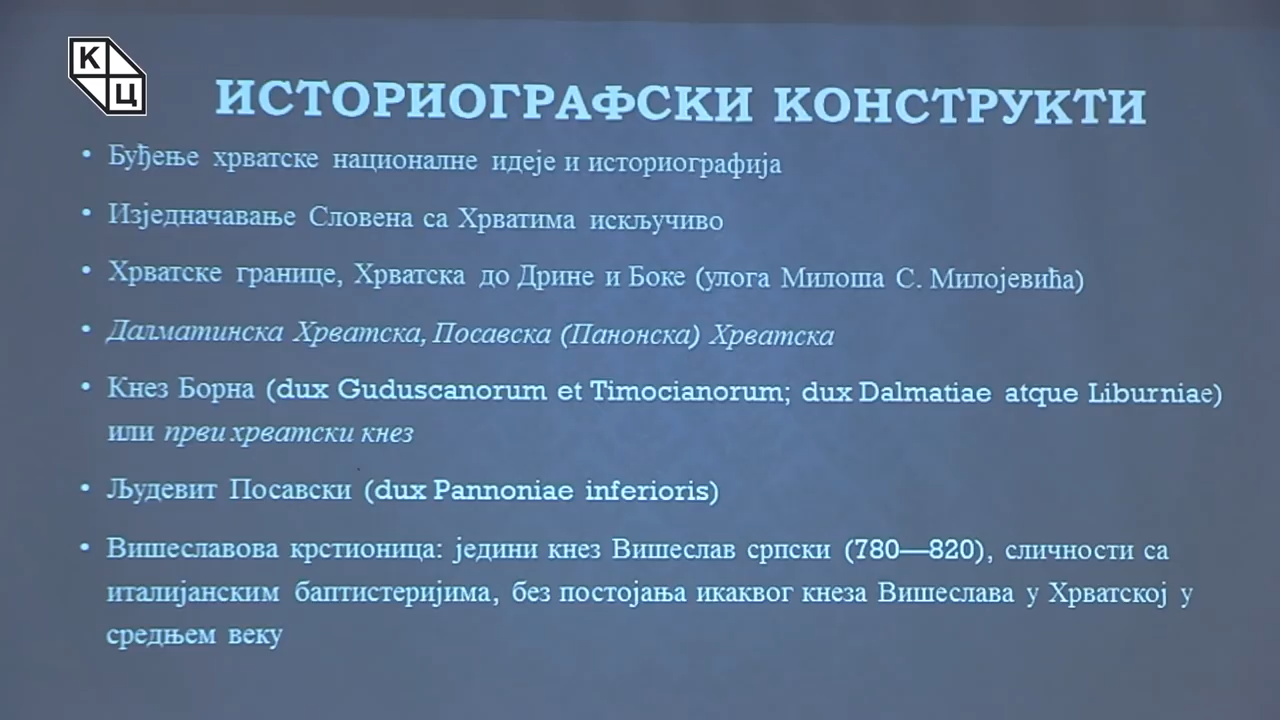 К
Ц
ИСТОРИОГРАФСКИ КОНСТРУКТИ
• Буђење хрватске националне идеје и историографија
• Изједначавање Словена са Хрватима искључиво
• Хрватске границе, Хрватска до Дрине и Боке (улога Милоша С. Милојевића)
• Далматинска Хрватска, Посавска (Панонска) Хрватска
• Кнез Борна (dux Guduscanorum et Timocianorum; dux Dalmatiae atque Liburniae)
или први хрватски кнез
• Људевит Посавски (dux Pannoniae inferioris)
• Вишеславова крстионица: једини кнез Вишеслав српски (780—820), сличности са
италијанским баптистеријима, без постојања икаквог кнеза Вишеслава у Хрватској у
средњем веку